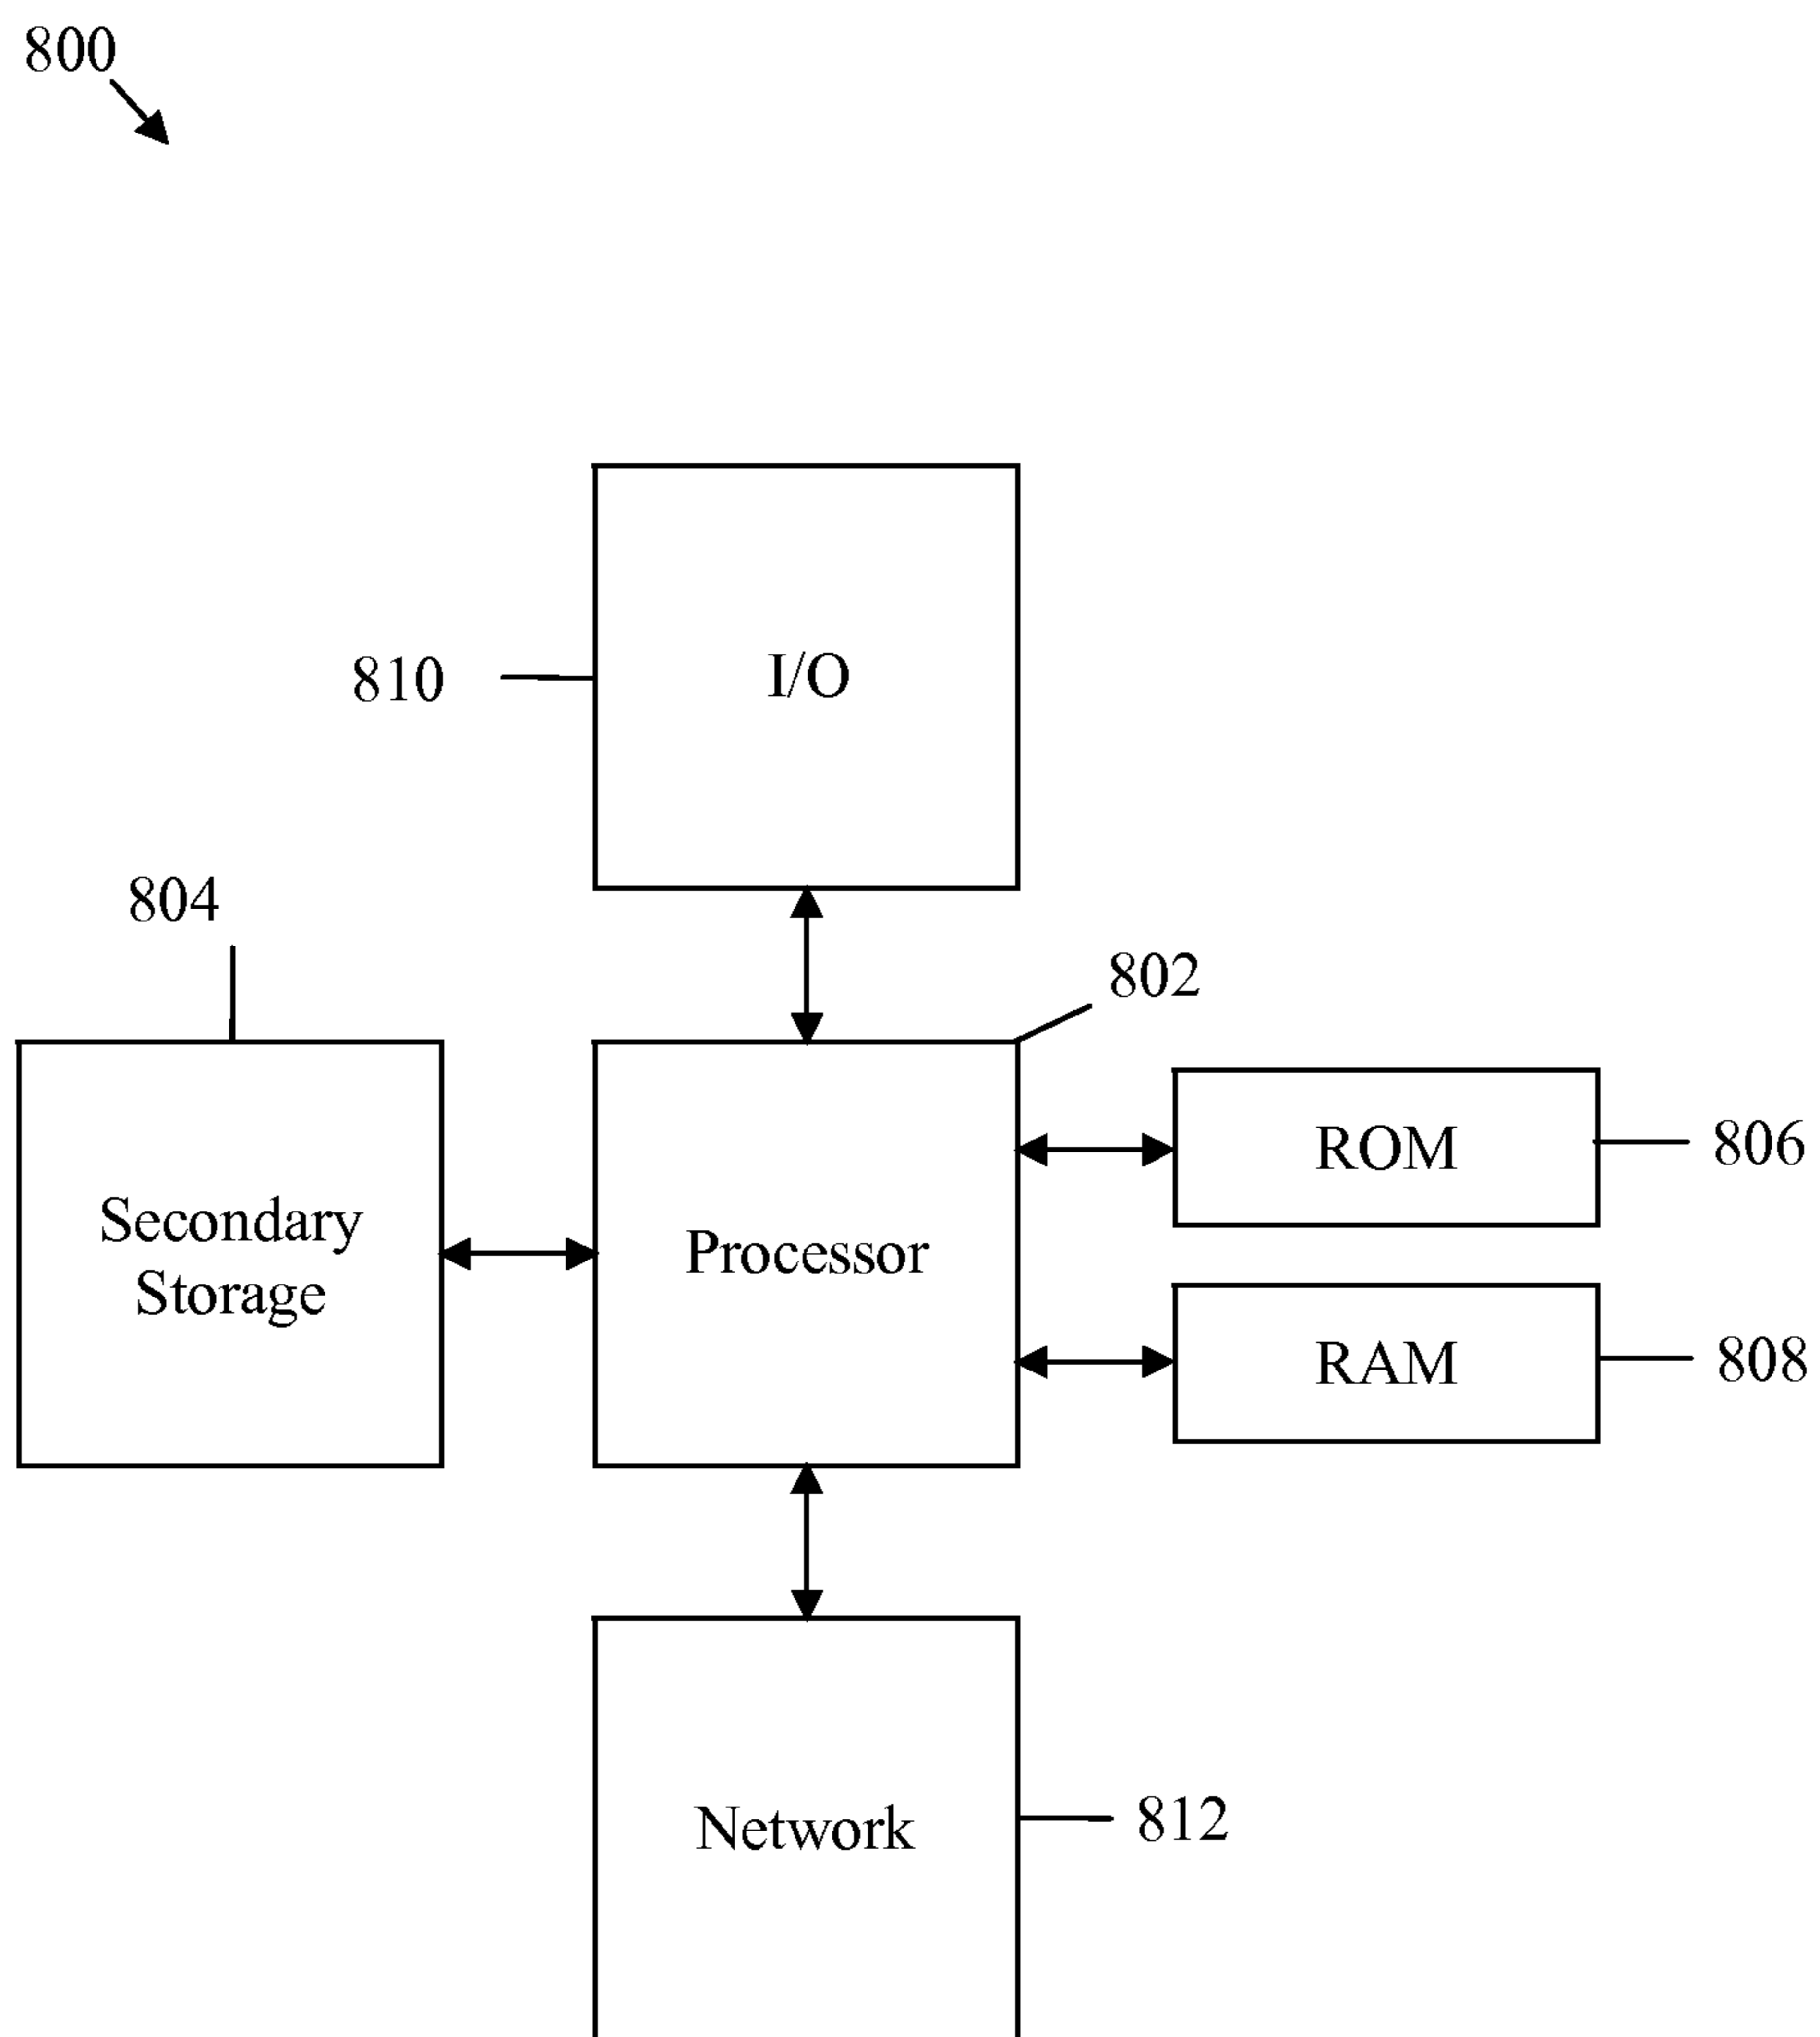 800
810
I/O
804
802
806
ROM
Secondary
Storage
Processor
RAM
808
Network
812